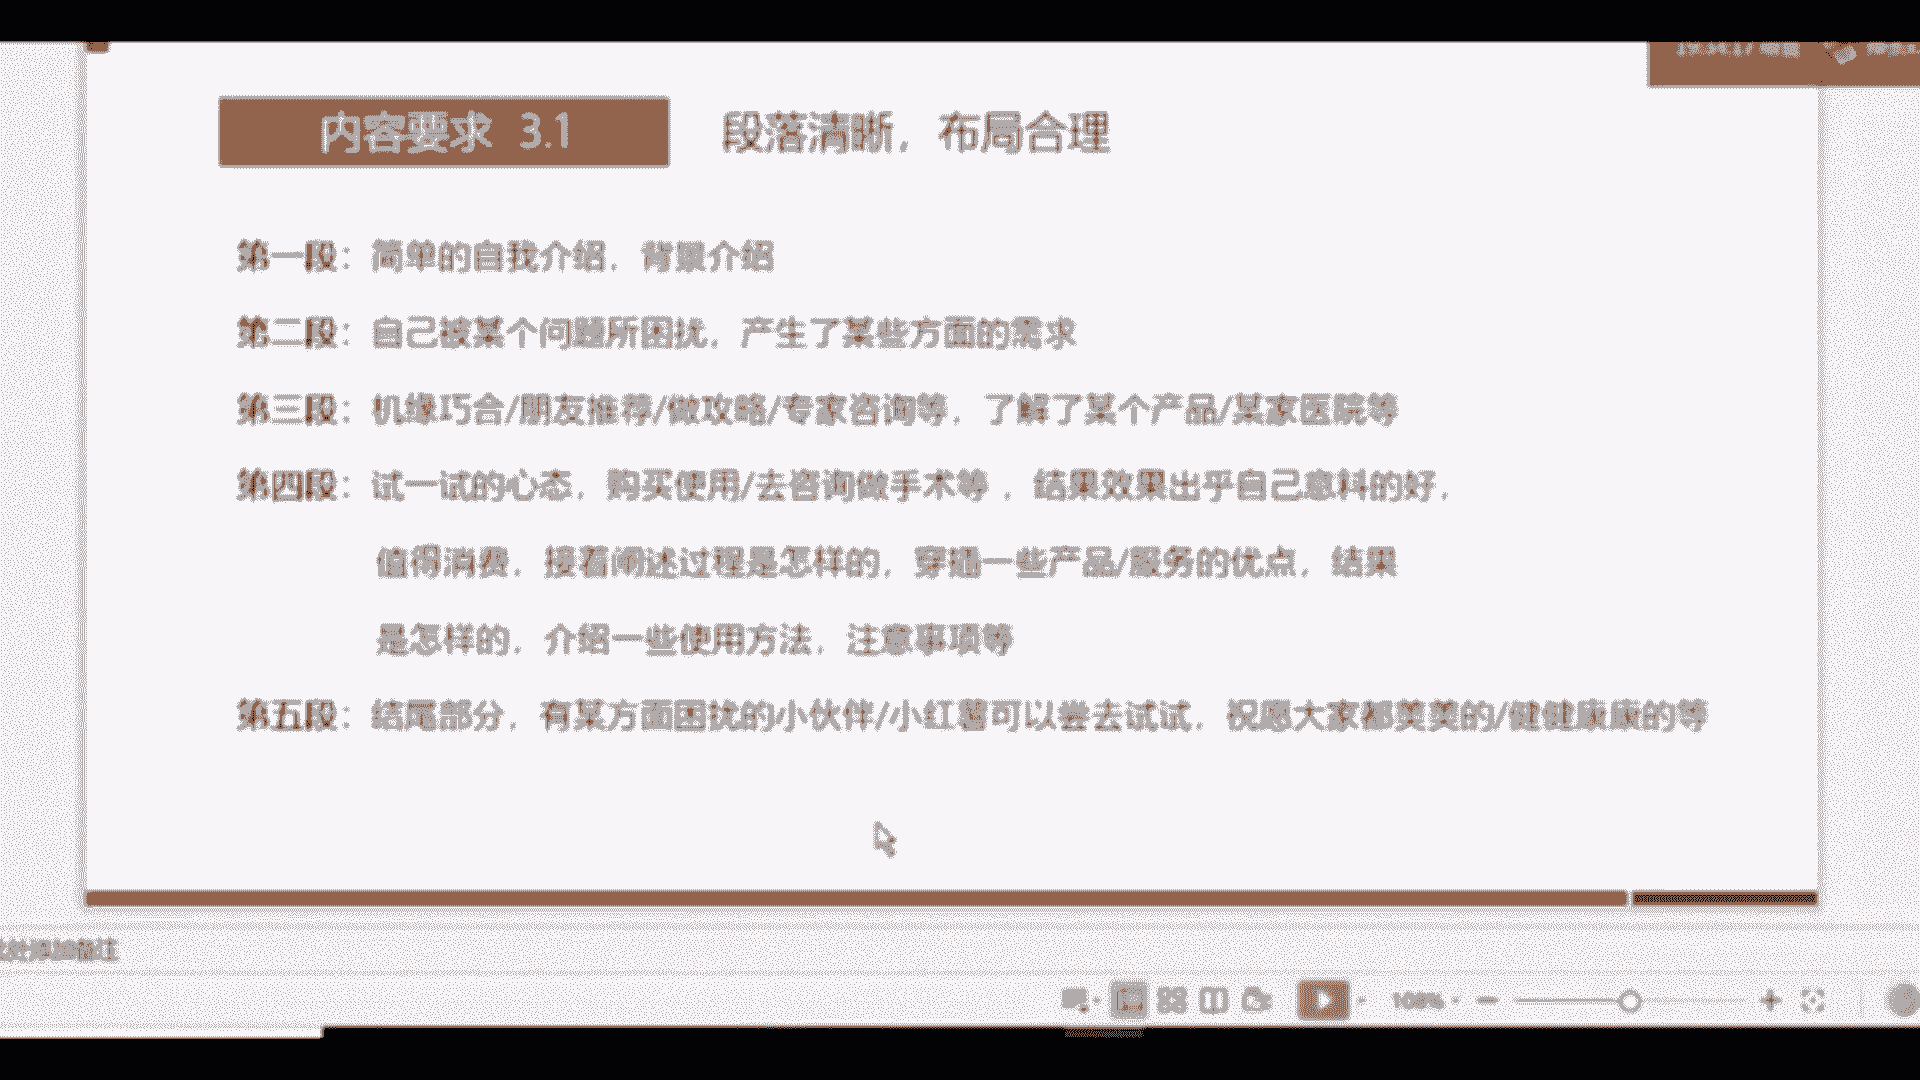 内容要求 3.1
段落清晰，布局合理
第一段：简单的自我介绍，背景介绍
第二段：自己被某个问题所困扰，产生了某些方面的需求
第三段：机缘巧合/朋友推荐/做攻略/专家咨询等，了解了某个产品/某家医院等
第四段：试一试的心态，购买使用/去咨询做手术等，结果效果出乎自己意料的好，
值得消费，接着阐述过程是怎样的，穿插一些产品/服务的优点，结果
是怎样的，介绍一些使用方法，注意事项等
第五段：结尾部分，有某方面困扰的小伙伴/小红薯可以尝去试试，祝愿大家都美美的/健健康康的等